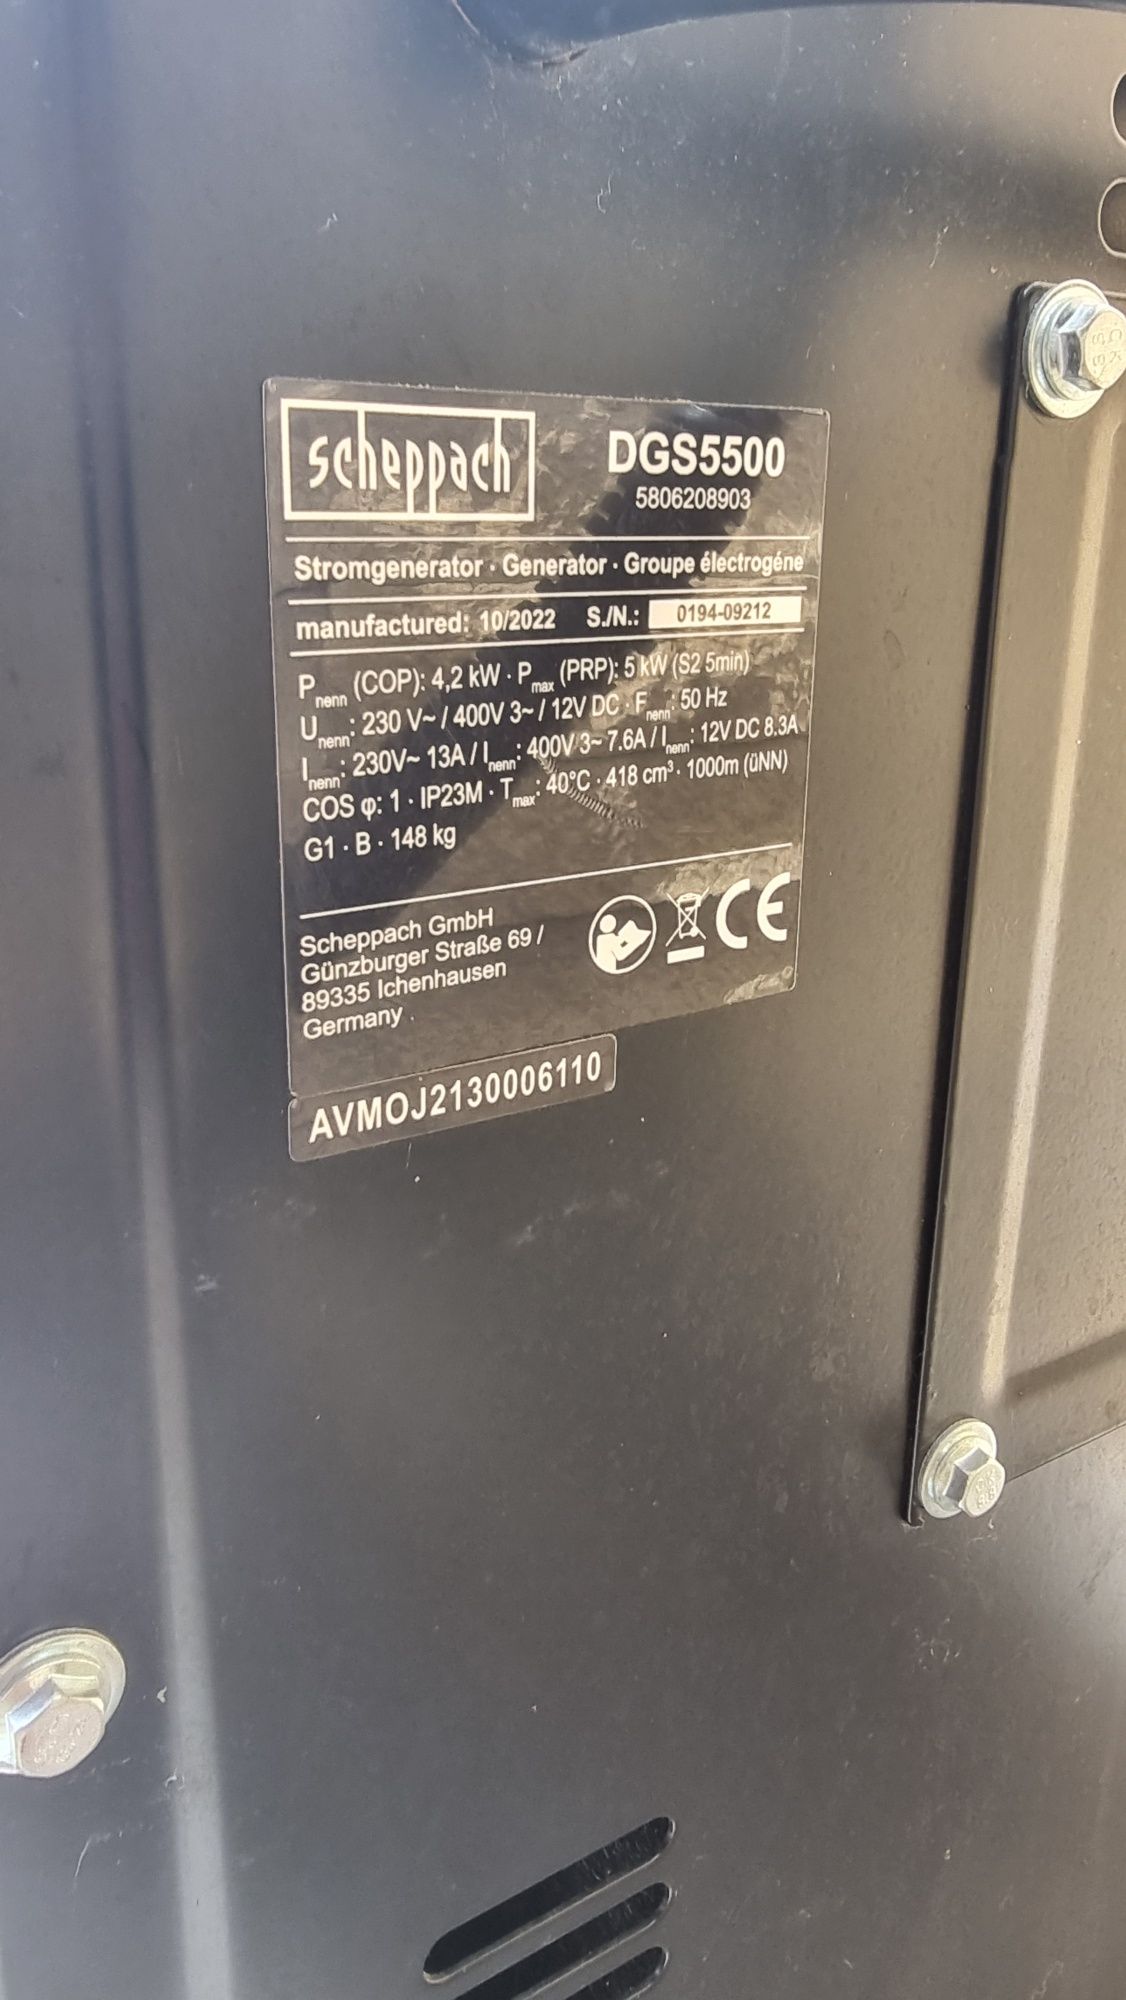 scheppach
DGS5500
5806208903
Stromgenerator · Generator · Groupe électrogéne
manufactured: 10/2022 S./N.: 0194-09212
Pnenn (COP): 4,2 kW · Pmax (PRP): 5 kW (S2 5min)
Unenn: 230 V~ / 400V 3~ / 12V DC · Fnenn: 50 Hz
Inenn: 230V~ 13A / Inenn: 400V 3~ 7.6A / Inenn: 12V DC 8.3A
COS φ: 1 · IP23M · Tmax: 40°C · 418 cm³ · 1000m (üNN)
G1 · B · 148 kg
Scheppach GmbH
Günzburger Straße 69 /
89335 Ichenhausen
Germany
CE
AVMOJ2130006110